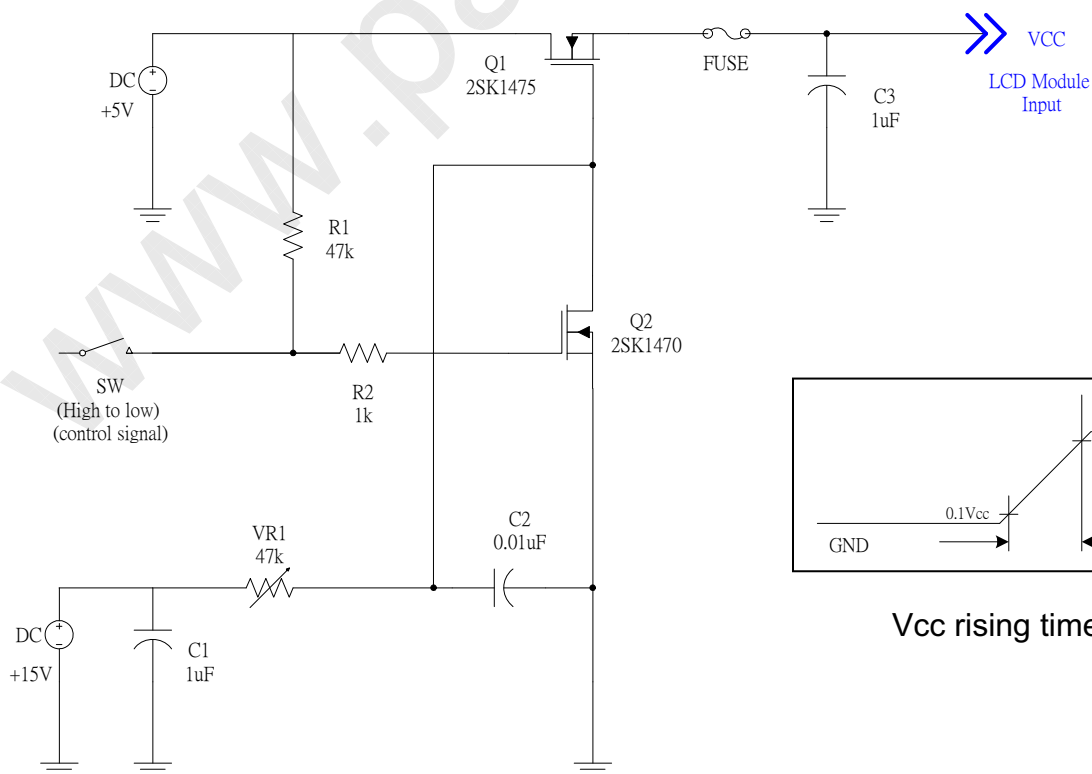 www.pa
DC
+5V
Q1
2SK1475
FUSE
VCC
LCD Module
Input
C3
1uF
R1
47k
Q2
2SK1470
SW
(High to low)
(control signal)
R2
1k
VR1
47k
C2
0.01uF
0.1Vcc
GND
DC
+15V
C1
1uF
Vcc rising time